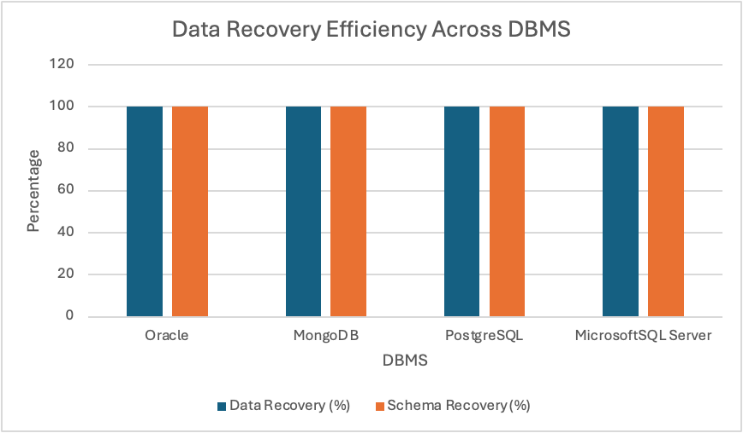 Data Recovery Efficiency Across DBMS
120
100
80
60
40
20
0
Percentage
Oracle
MongoDB
PostgreSQL
MicrosoftSQL Server
DBMS
Data Recovery (%)
Schema Recovery (%)